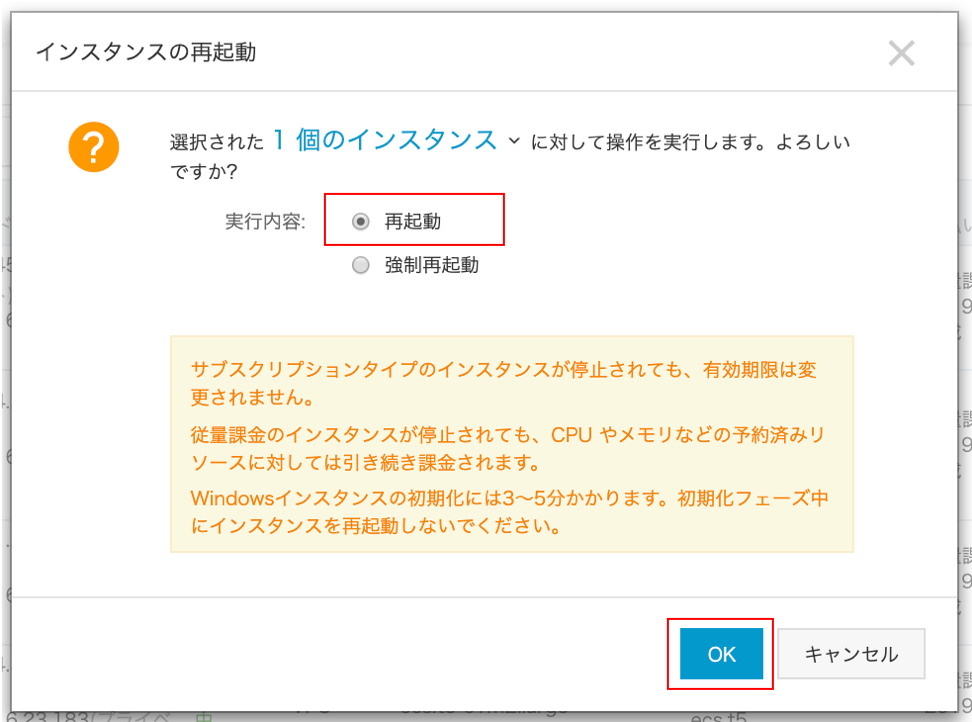 インスタンスの再起動
選択された 1 個のインスタンス に対して操作を実行します。よろしい
ですか?
実行内容: 再起動
強制再起動
サブスクリプションタイプのインスタンスが停止されても、有効期限は変
更されません。
従量課金のインスタンスが停止されても、CPU やメモリなどの予約済みリ
ソースに対しては引き続き課金されます。
Windowsインスタンスの初期化には3〜5分かかります。初期化フェーズ中
にインスタンスを再起動しないでください。
OK キャンセル
6.23.183(プライベ ecs.t5